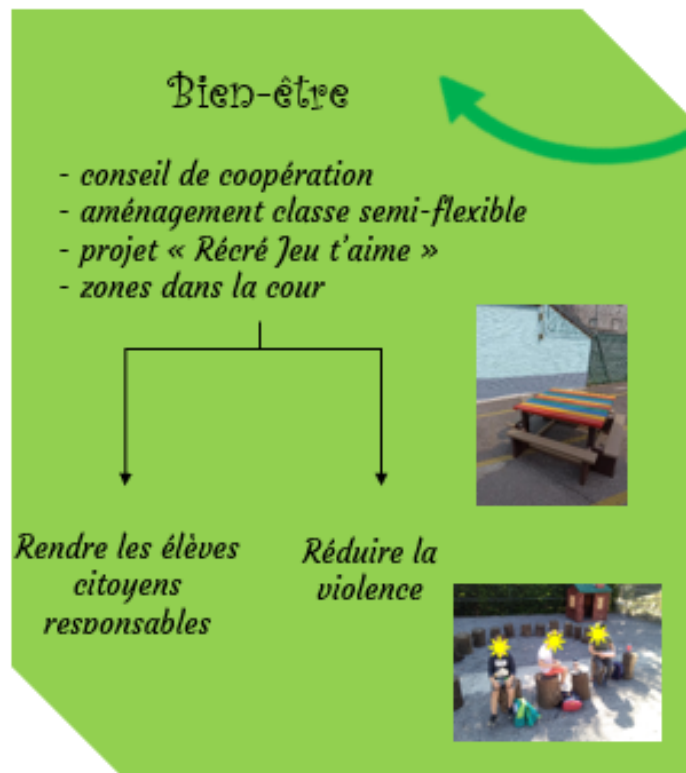 Bien-être
- conseil de coopération
- aménagement classe semi-flexible
- projet « Récré Jeu t'aime »
- zones dans la cour
Rendre les élèves
citoyens
responsables
Réduire la
violence